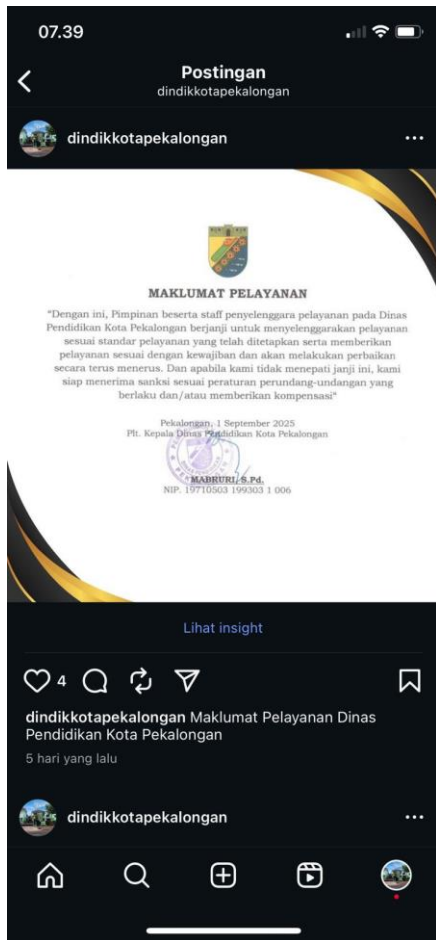 07.39
Postingan
dindikkotapekalongan
dindikkotapekalongan
MAKLUMAT PELAYANAN
"Dengan ini, Pimpinan beserta staff penyelenggara pelayanan pada Dinas
Pendidikan Kota Pekalongan berjanji untuk menyelenggarakan pelayanan
sesuai standar pelayanan yang telah ditetapkan serta memberikan
pelayanan sesuai dengan kewajiban dan akan melakukan perbaikan
secara terus menerus. Dan apabila kami tidak menepati janji ini, kami
siap menerima sanksi sesuai peraturan perundang-undangan yang
berlaku dan/atau memberikan kompensasi"
Pekalongan, 1 September 2025
Plt. Kepala Dinas Pendidikan Kota Pekalongan
MABRURI, S.Pd.
NIP. 19710503 199303 1 006
Lihat insight
4
dindikkotapekalongan Maklumat Pelayanan Dinas
Pendidikan Kota Pekalongan
5 hari yang lalu
dindikkotapekalongan